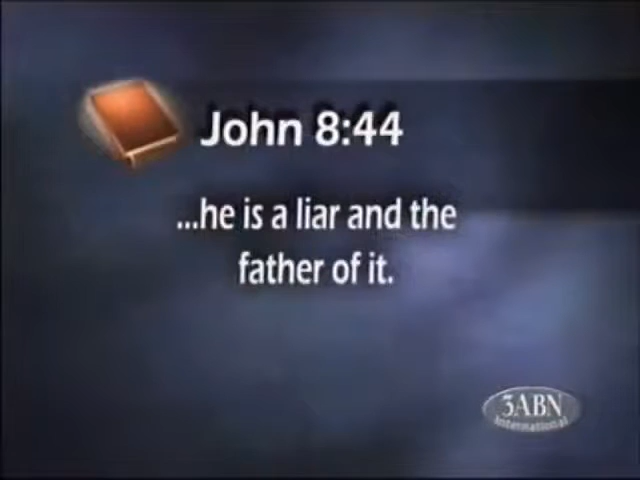 John 8:44
...he is a liar and the
father of it.
3ABN
International